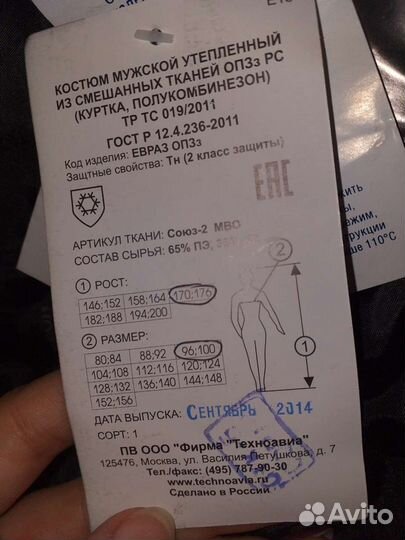 КОСТЮМ МУЖСКОЙ УТЕПЛЕННЫЙ
ИЗ СМЕШАННЫХ ТКАНЕЙ ОПЗз РС
(КУРТКА, ПОЛУКОМБИНЕЗОН)
ТР ТС 019/2011
ГОСТ Р 12.4.236-2011
Код изделия: ЕВРАЗ ОПЗз
Защитные свойства: Тн (2 класс защиты)
ЕАС
АРТИКУЛ ТКАНИ: Союз-2 МВО
СОСТАВ СЫРЬЯ: 65% ПЭ,
① РОСТ:
146;152 158;164 170;176
182;188 194;200
② РАЗМЕР:
80;84 88;92 96;100
104;108 112;116 120;124
128;132 136;140 144;148
152;156
2
1
ДАТА ВЫПУСКА: СЕНТЯБРЬ 2014
СОРТ: 1
ПВ ООО "Фирма "Техноавиа"
125476, Москва, ул. Василия Петушкова, д. 7
Тел./факс: (495) 787-90-30
www.technoavia.ru
Сделано в России
110°С
Avito